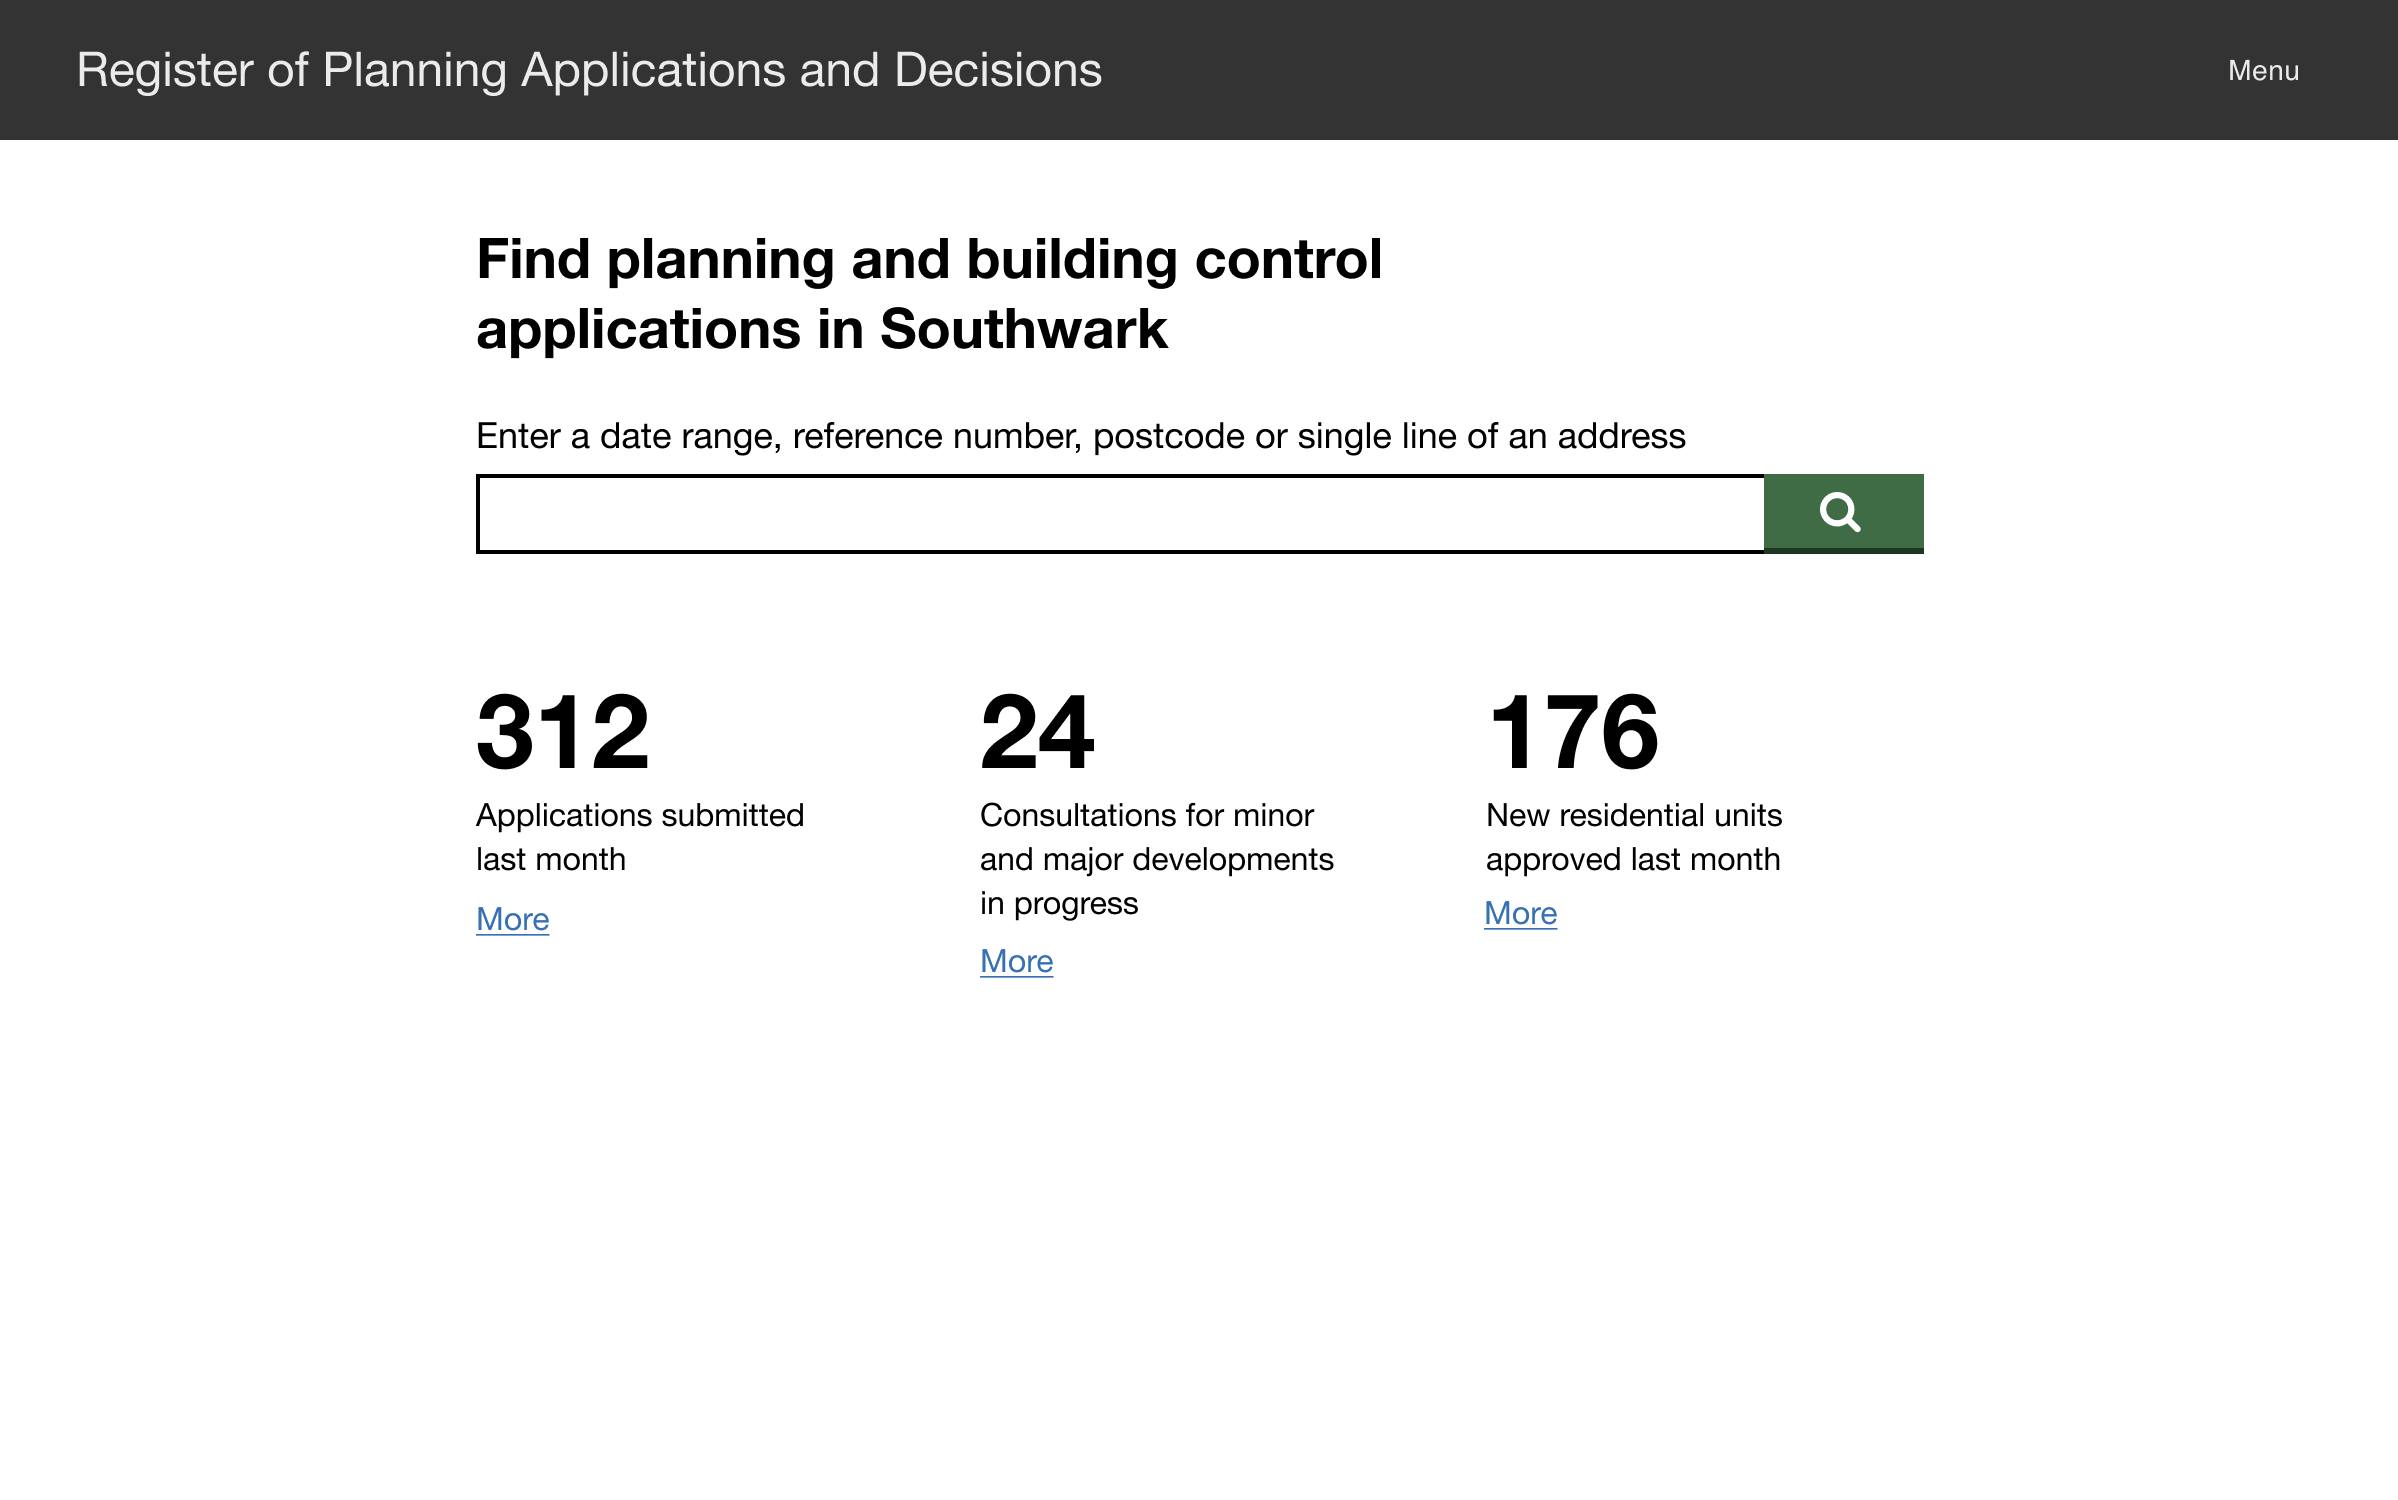 Register of Planning Applications and Decisions
Menu
Find planning and building control
applications in Southwark
Enter a date range, reference number, postcode or single line of an address
312
Applications submitted
last month
More
24
Consultations for minor
and major developments
in progress
More
176
New residential units
approved last month
More